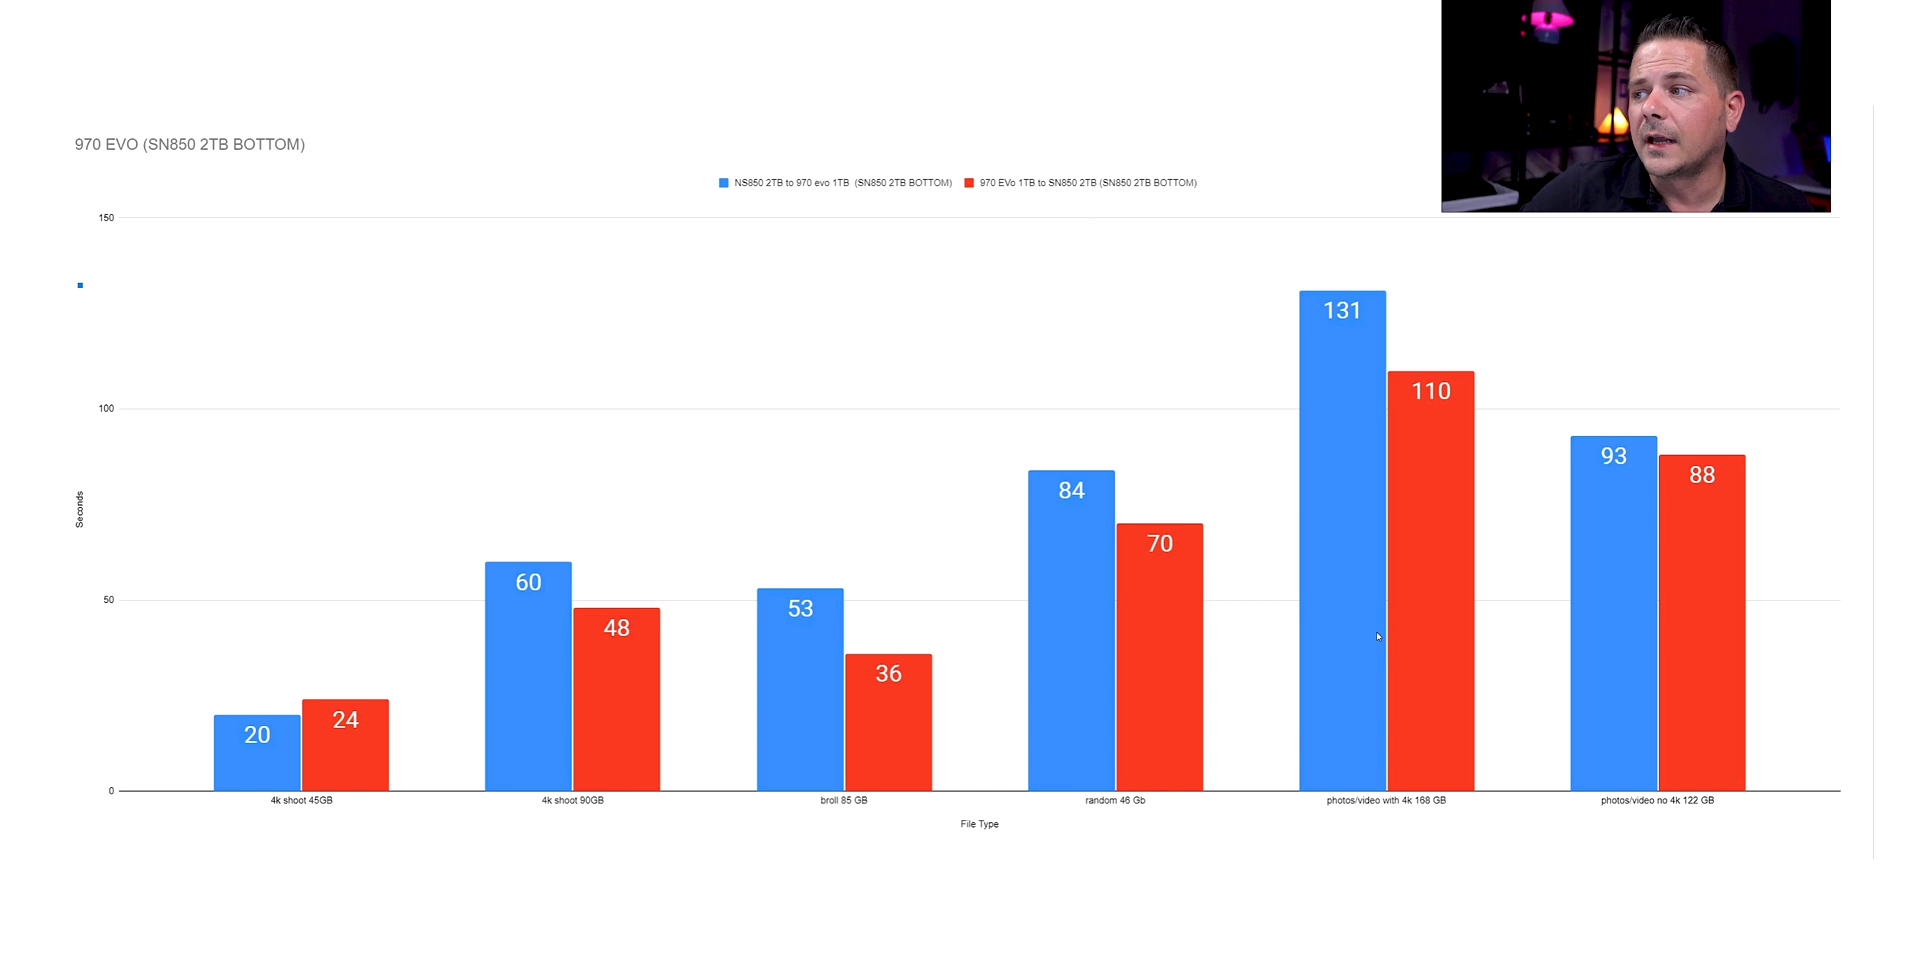 970 EVO (SN850 2TB BOTTOM)
NS850 2TB to 970 evo 1TB (SN850 2TB BOTTOM)
970 EVo 1TB to SN850 2TB (SN850 2TB BOTTOM)
150
100
50
0
Seconds
20
24
60
48
53
36
84
70
131
110
93
88
4k shoot 45GB
4k shoot 90GB
broll 85 GB
random 46 Gb
photos/video with 4k 168 GB
photos/video no 4k 122 GB
File Type